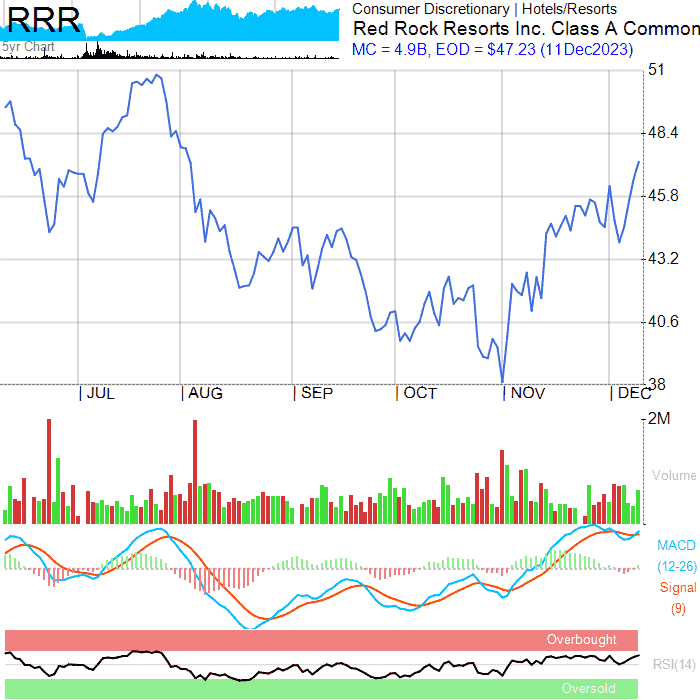 RRR
5yr Chart
Consumer Discretionary | Hotels/Resorts
Red Rock Resorts Inc. Class A Common
MC = 4.9B, EOD = $47.23 (11Dec2023)
51
48.4
45.8
43.2
40.6
38
| JUL | AUG | SEP | OCT | NOV | DEC
2M
Volume
MACD
(12-26)
Signal
(9)
Overbought
RSI(14)
Oversold